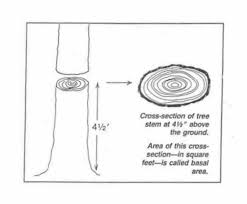 4½'
Cross-section of tree
stem at 4½" above
the ground.
Area of this cross-
section—in square
feet—is called basal
area.